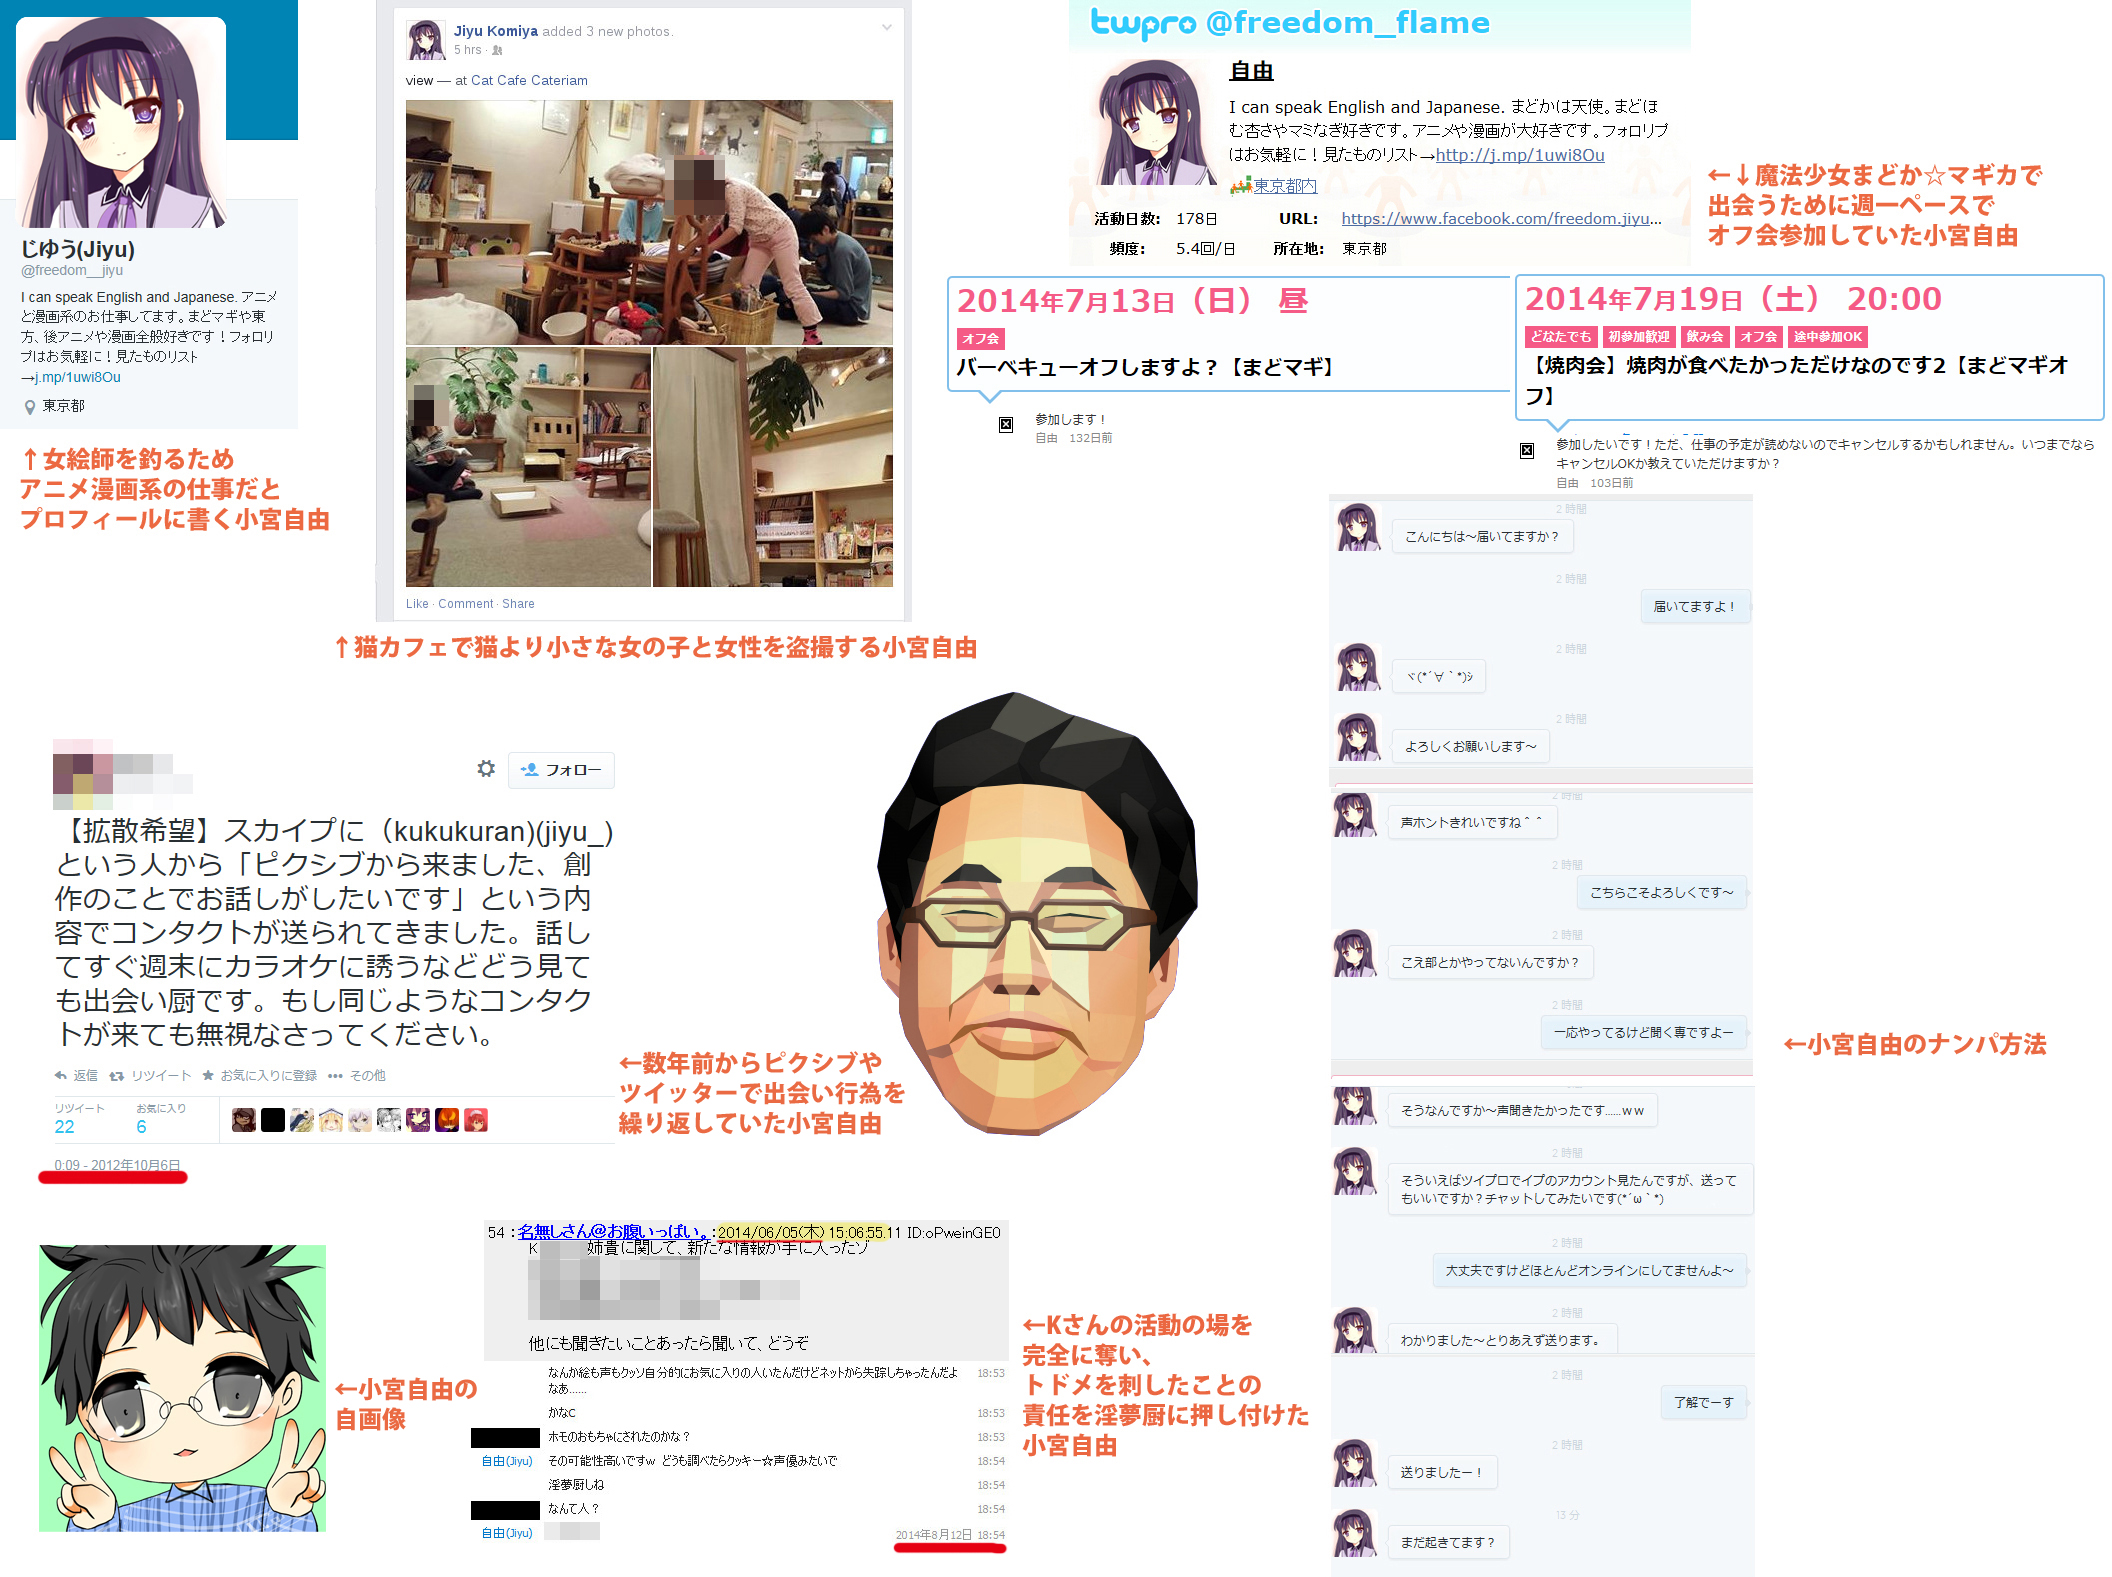 じゆう(Jiyu)
@freedom__jiyu
I can speak English and Japanese. アニメ
と漫画系のお仕事してます。まどマギや東
方、後アニメや漫画全般好きです！フォロリ
プはお気軽に！見たものリスト
→j.mp/1uwi8Ou
東京都
↑女絵師を釣るため
アニメ漫画系の仕事だと
プロフィールに書く小宮自由
Jiyu Komiya added 3 new photos.
5 hrs ·
view — at Cat Cafe Cateriam
Like · Comment · Share
↑猫カフェで猫より小さな女の子と女性を盗撮する小宮自由
twpro @freedom_flame
自由
I can speak English and Japanese. まどかは天使。まどほ
む杏さやマミなぎ好きです。アニメや漫画が大好きです。フォロリプ
はお気軽に！見たものリスト→http://j.mp/1uwi8Ou
東京都内
活動日数: 178日 URL: https://www.facebook.com/freedom.jiyu...
頻度: 5.4回/日 所在地: 東京都
←↓魔法少女まどか☆マギカで
出会うために週一ペースで
オフ会参加していた小宮自由
2014年7月13日（日） 昼
オフ会
バーベキューオフしますよ？【まどマギ】
参加します！
自由 132日前
2014年7月19日（土） 20:00
どなたでも 初参加歓迎 飲み会 オフ会 途中参加OK
【焼肉会】焼肉が食べたかっただけなのです2【まどマギオ
フ】
参加したいです！ただ、仕事の予定が読めないのでキャンセルするかもしれません。いつまでなら
キャンセルOKか教えていただけますか？
自由 103日前
2 時間
こんにちは～届いてますか？
2 時間
届いてますよ！
2 時間
ヾ(*´∀｀*)ｼ
2 時間
よろしくお願いします～
2 時間
声ホントきれいですね＾＾
2 時間
こちらこそよろしくです～
2 時間
こえ部とかやってないんですか？
2 時間
一応やってるけど聞く専ですよー
2 時間
そうなんですか～声聞きたかったです……ｗｗ
2 時間
そういえばツイプロでイプのアカウント見たんですが、送って
もいいですか？チャットしてみたいです(*´ω｀*)
2 時間
大丈夫ですけどほとんどオンラインにしてませんよ～
2 時間
わかりました～とりあえず送ります。
2 時間
了解でーす
2 時間
送りましたー！
13 分
まだ起きてます？
←小宮自由のナンパ方法
フォロー
【拡散希望】スカイプに（kukukuran)(jiyu_)
という人から「ピクシブから来ました、創
作のことでお話しがしたいです」という内
容でコンタクトが送られてきました。話し
てすぐ週末にカラオケに誘うなどどう見て
も出会い厨です。もし同じようなコンタク
トが来ても無視なさってください。
返信 リツイート お気に入りに登録 その他
リツイート お気に入り
22 6
0:09 - 2012年10月6日
←数年前からピクシブや
ツイッターで出会い行為を
繰り返していた小宮自由
←小宮自由の
自画像
54 ：名無しさん＠お腹いっぱい。：2014/06/05(木) 15:06:55.11 ID:oPweinGE0
K 姉貴に関して、新たな情報が手に入ったゾ
他にも聞きたいことあったら聞いて、どうぞ
なんか絵も声もクッソ自分的にお気に入りの人いたんだけどネットから失踪しちゃったんだよ 18:53
なあ……
かなC 18:53
ホモのおもちゃにされたのかな？ 18:53
自由(Jiyu) その可能性高いですｗ どうも調べたらクッキー☆声優みたいで 18:54
淫夢厨しね 18:54
なんて人？ 18:54
自由(Jiyu)
2014年8月12日 18:54
←Kさんの活動の場を
完全に奪い、
トドメを刺したことの
責任を淫夢厨に押し付けた
小宮自由